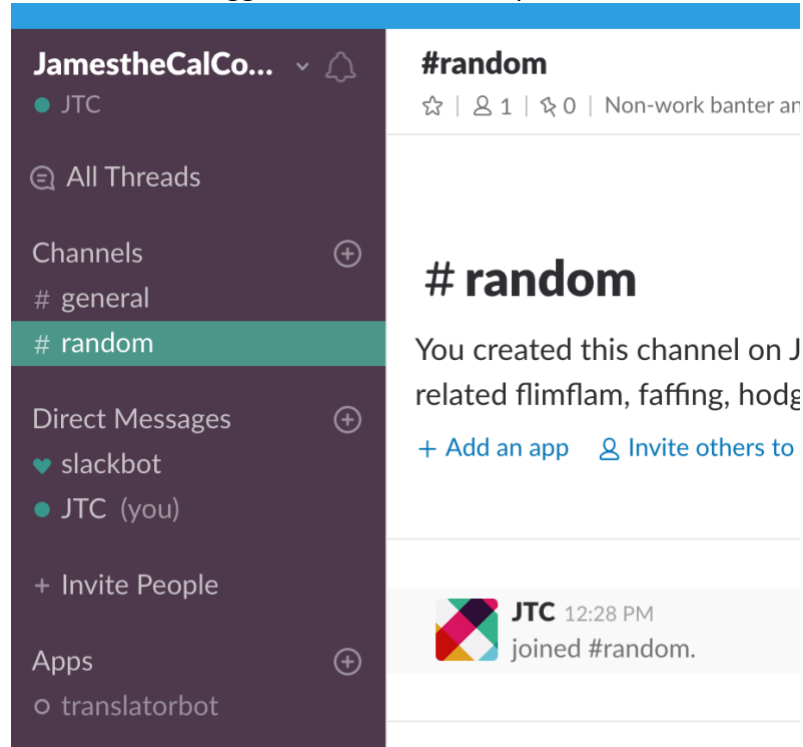 JamestheCalCo...
JTC
All Threads
Channels
# general
# random
Direct Messages
slackbot
JTC (you)
+ Invite People
Apps
translatorbot
#random
1 | 0 | Non-work banter an
# random
You created this channel on J
related flimflam, faffing, hodg
+ Add an app Invite others to
JTC 12:28 PM
joined #random.